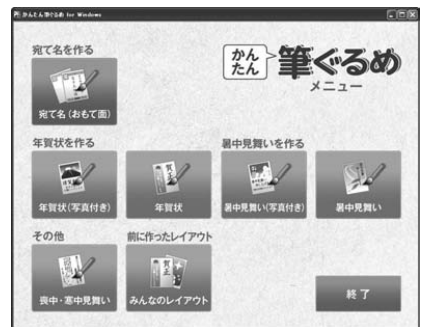 かんたん筆ぐるめ for Windows
宛て名を作る
かんたん
筆ぐるめ
メニュー
宛て名(おもて面)
年賀状を作る
暑中見舞いを作る
年賀状(写真付き)
年賀状
暑中見舞い(写真付き)
暑中見舞い
その他
前に作ったレイアウト
喪中・寒中見舞い
みんなのレイアウト
終了